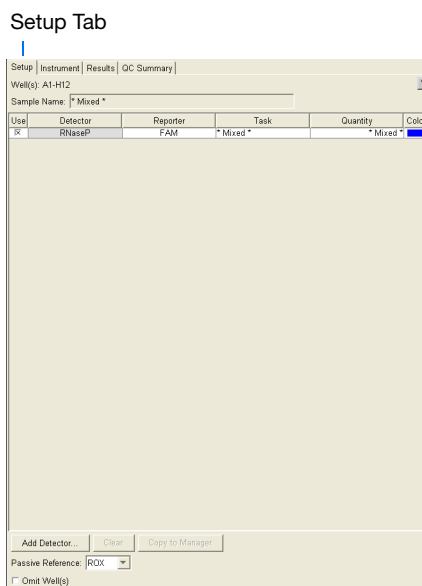 Setup Tab
Setup Instrument Results QC Summary
Well(s): A1-H12
Sample Name: * Mixed *
Use Detector Reporter Task Quantity Colo
RNaseP FAM * Mixed * * Mixed *
Add Detector... Clear Copy to Manager
Passive Reference: ROX
Omit Well(s)